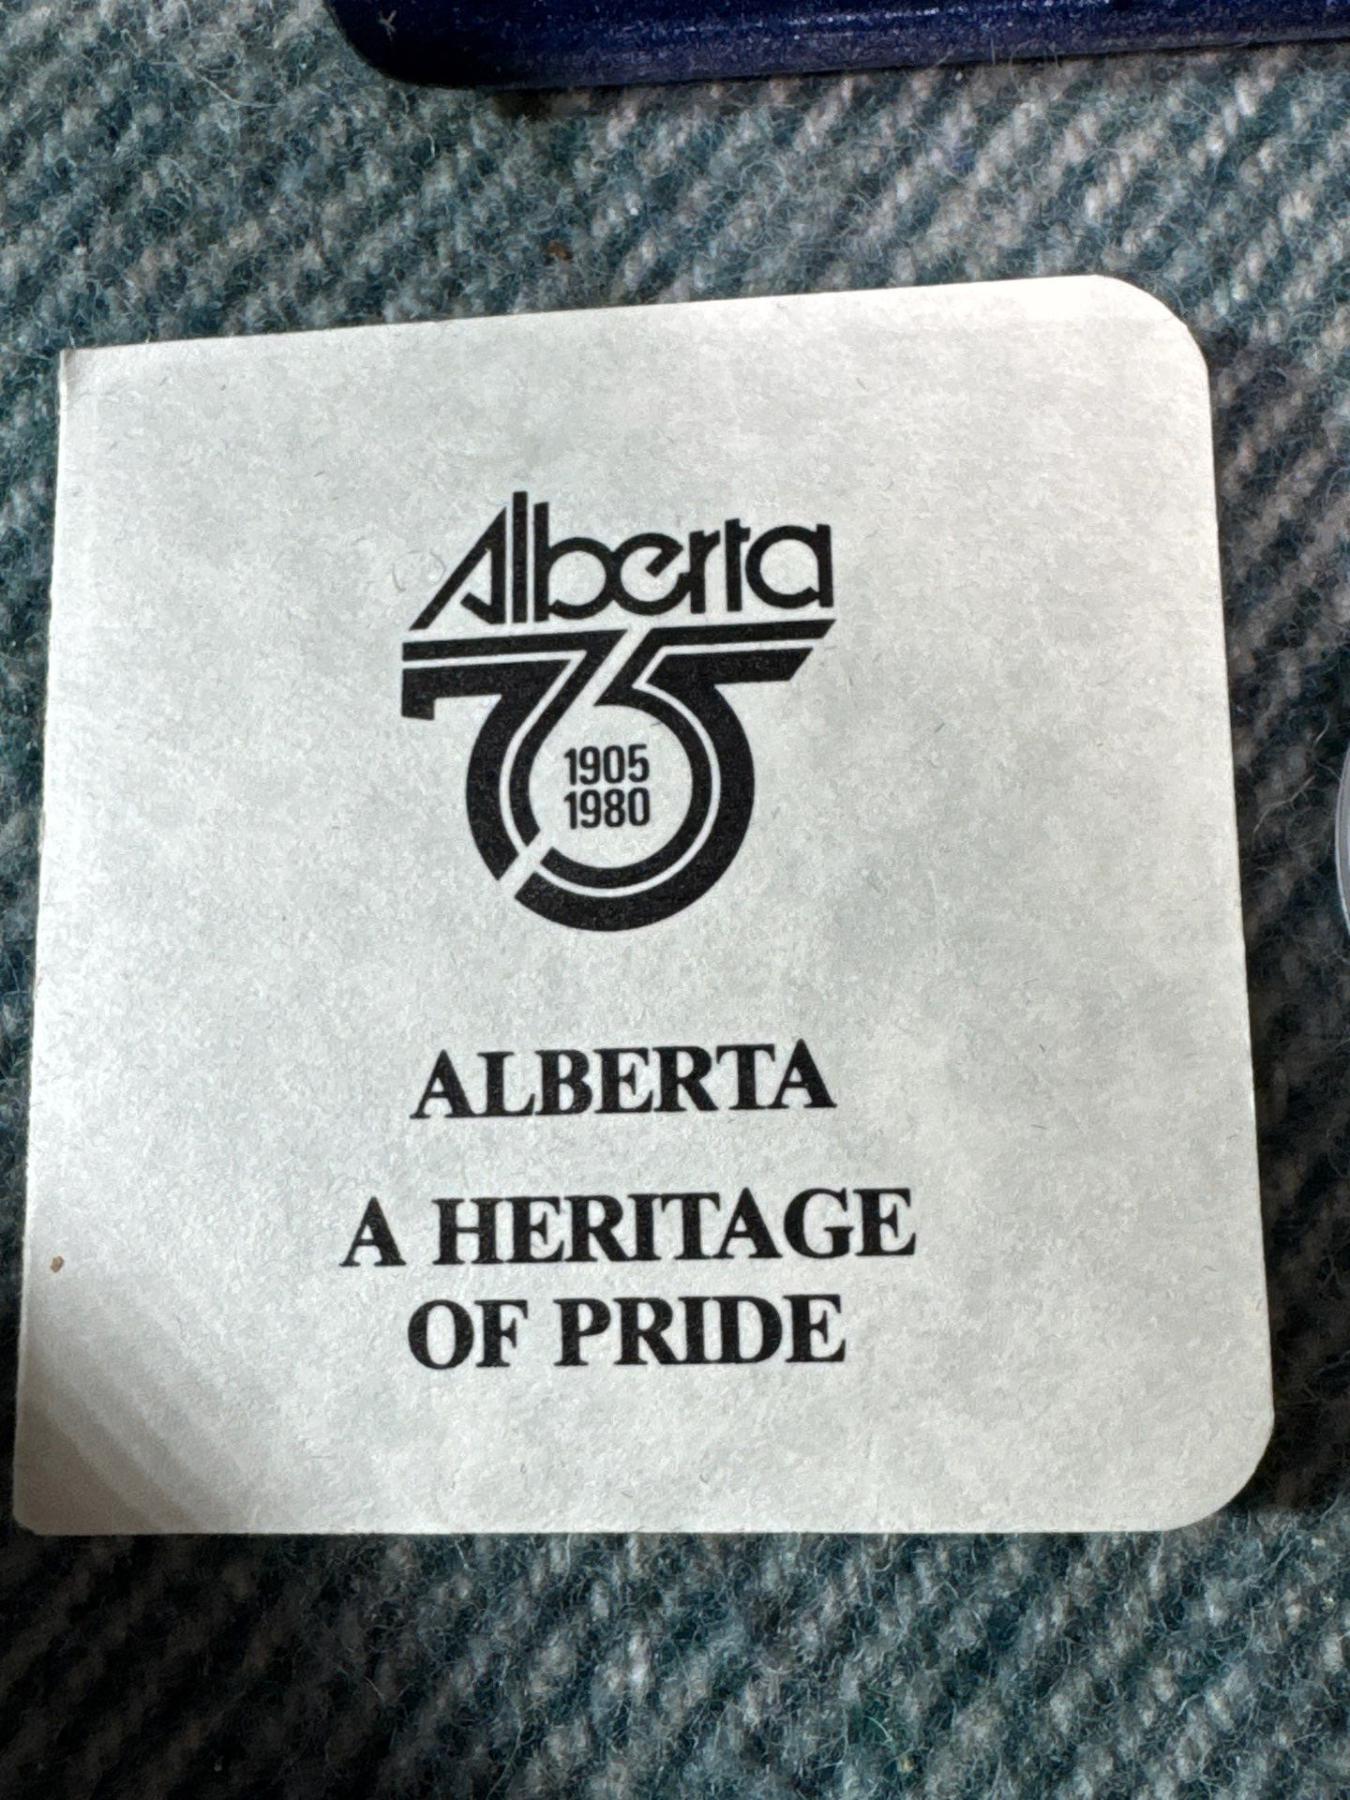 Alberta
75
1905
1980
ALBERTA
A HERITAGE
OF PRIDE